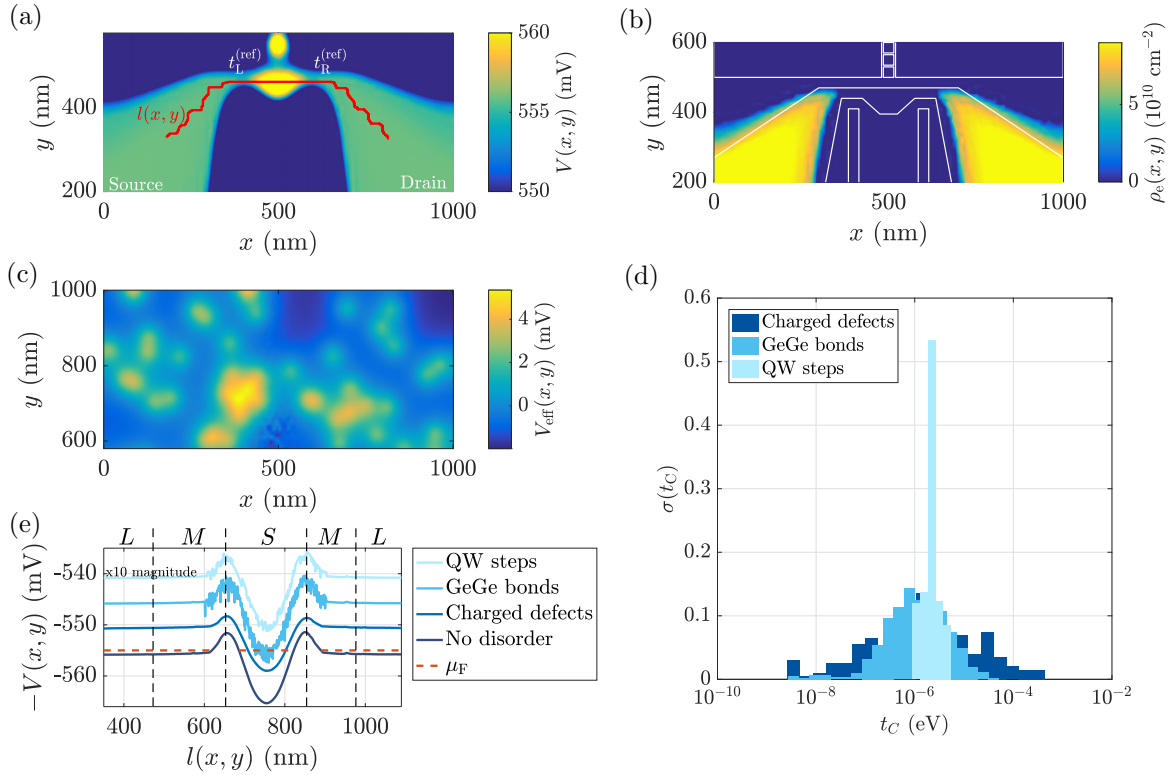 (a)
t_L^(ref)
t_R^(ref)
l(x, y)
Source
Drain
400
200
y (nm)
0
500
1000
x (nm)
560
555
550
V(x, y) (mV)
(b)
600
400
200
y (nm)
0
500
1000
x (nm)
5
0
ρ_e(x, y) (10^10 cm^−2)
(c)
1000
800
600
y (nm)
0
500
1000
x (nm)
4
2
0
V_eff(x, y) (mV)
(d)
0.6
0.5
0.4
0.3
0.2
0.1
0
σ(t_C)
Charged defects
GeGe bonds
QW steps
10^−10
10^−8
10^−6
10^−4
10^−2
t_C (eV)
(e)
L M S M L
x10 magnitude
-540
-550
-560
−V(x, y) (mV)
400 600 800 1000
l(x, y) (nm)
QW steps
GeGe bonds
Charged defects
No disorder
μ_F